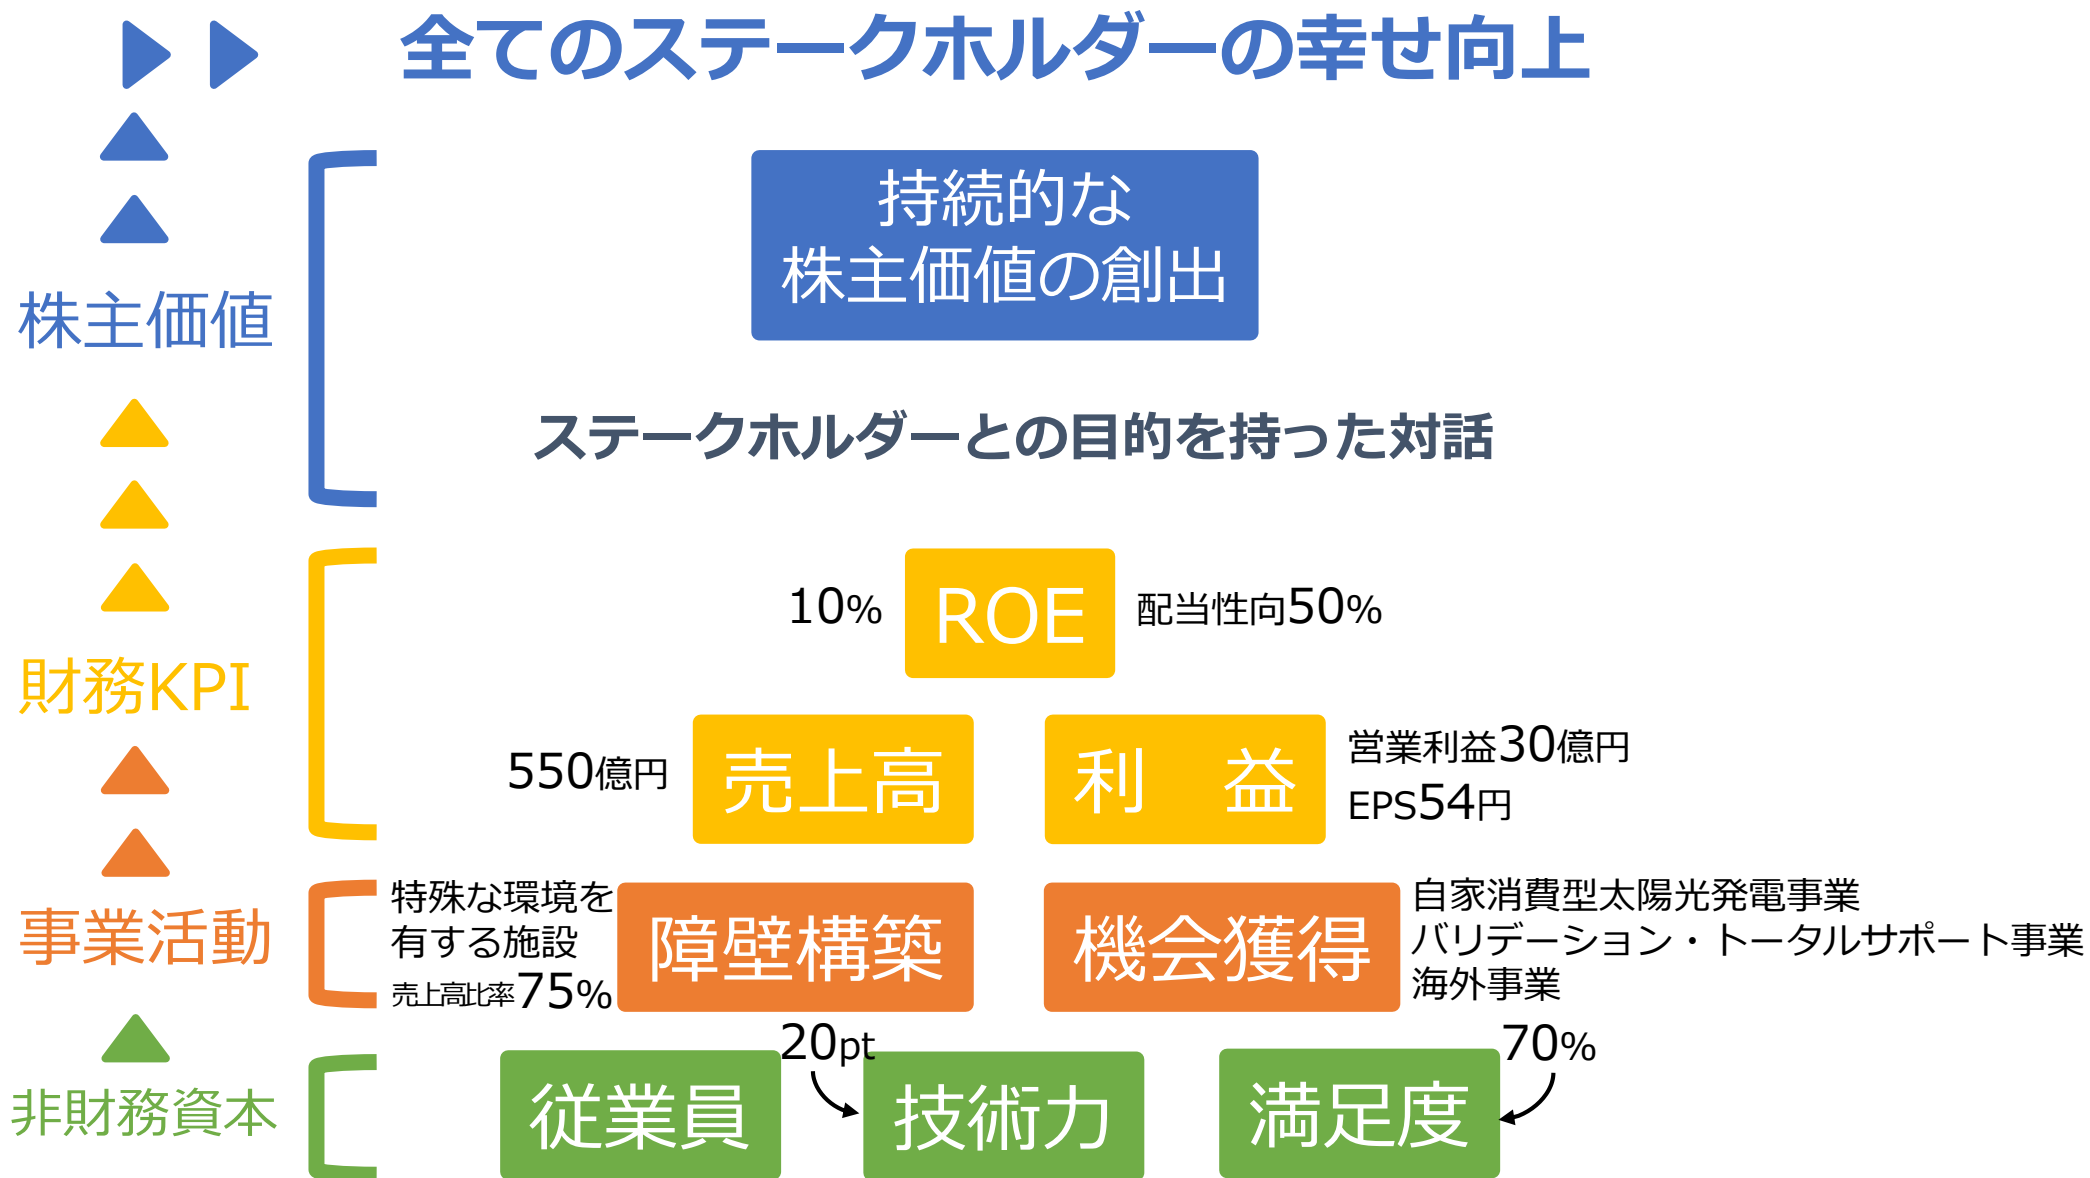 全てのステークホルダーの幸せ向上
持続的な
株主価値の創出
株主価値
ステークホルダーとの目的を持った対話
10%
ROE
配当性向50%
財務KPI
550億円
売上高
利　益
営業利益30億円
EPS54円
事業活動
特殊な環境を
有する施設
売上高比率75%
障壁構築
機会獲得
自家消費型太陽光発電事業
バリデーション・トータルサポート事業
海外事業
20pt
70%
非財務資本
従業員
技術力
満足度